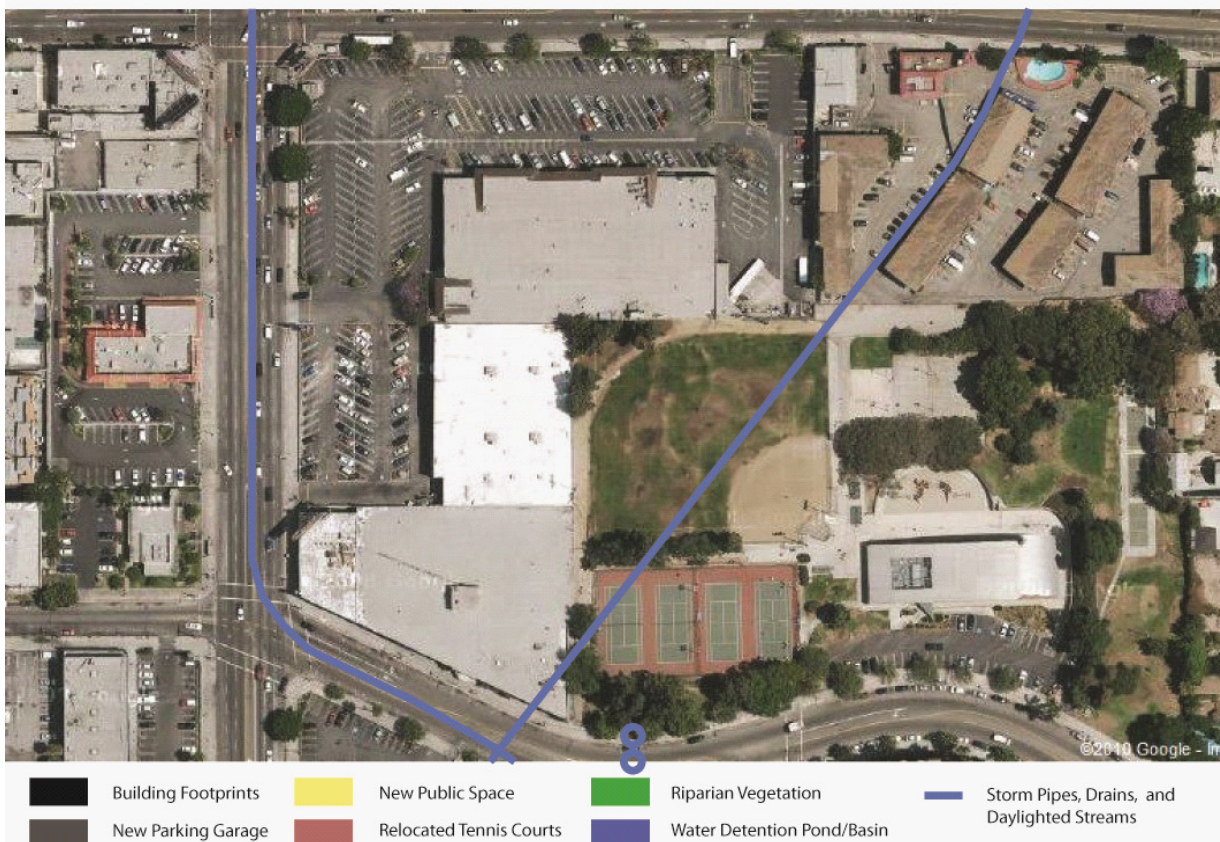 ©2010 Google - Im
Building Footprints
New Public Space
Riparian Vegetation
Storm Pipes, Drains, and
Daylighted Streams
New Parking Garage
Relocated Tennis Courts
Water Detention Pond/Basin